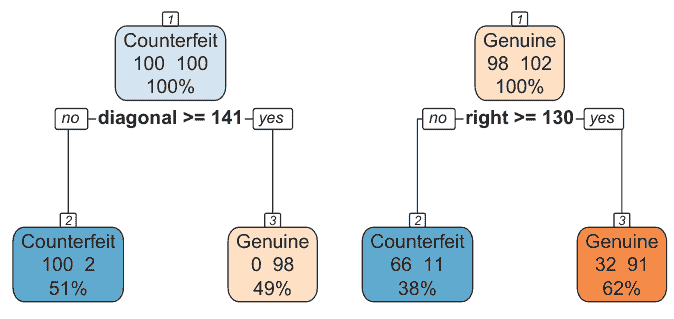 1
Counterfeit
100 100
100%
no diagonal >= 141 yes
2
Counterfeit
100 2
51%
3
Genuine
0 98
49%
1
Genuine
98 102
100%
no right >= 130 yes
2
Counterfeit
66 11
38%
3
Genuine
32 91
62%